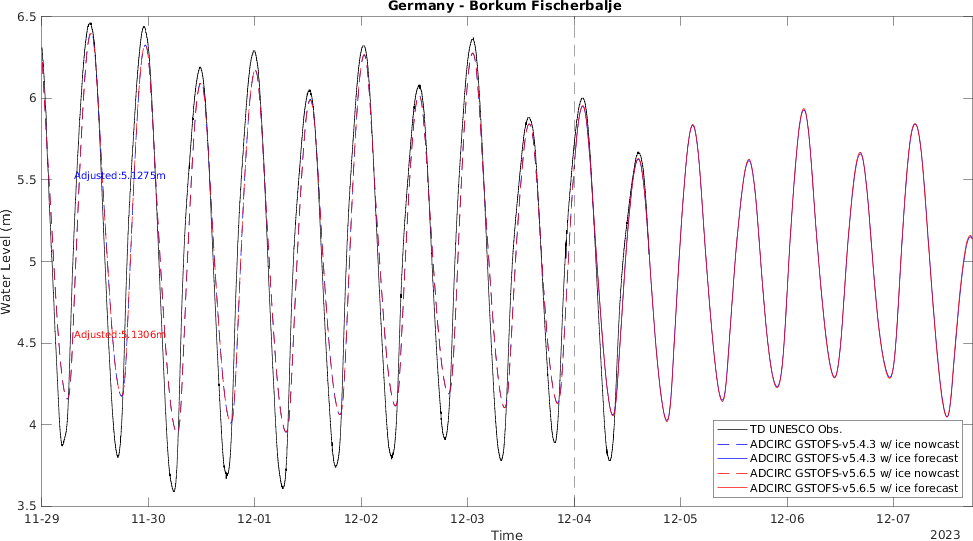 Germany - Borkum Fischerbalje
6.5
6
5.5
5
4.5
4
3.5
Water Level (m)
Adjusted:5.1275m
Adjusted:5.1306m
TD UNESCO Obs.
ADCIRC GSTOFS-v5.4.3 w/ ice nowcast
ADCIRC GSTOFS-v5.4.3 w/ ice forecast
ADCIRC GSTOFS-v5.6.5 w/ ice nowcast
ADCIRC GSTOFS-v5.6.5 w/ ice forecast
11-29 11-30 12-01 12-02 12-03 12-04 12-05 12-06 12-07
Time
2023